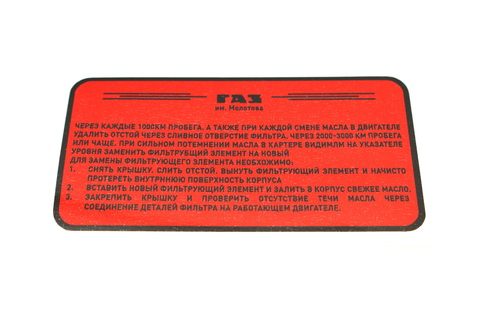 ГАЗ
им. Молотова
ЧЕРЕЗ КАЖДЫЕ 1000КМ ПРОБЕГА, А ТАКЖЕ ПРИ КАЖДОЙ СМЕНЕ МАСЛА В ДВИГАТЕЛЕ
УДАЛИТЬ ОТСТОЙ ЧЕРЕЗ СЛИВНОЕ ОТВЕРСТИЕ ФИЛЬТРА, ЧЕРЕЗ 2000-3000 КМ ПРОБЕГА
ИЛИ ЧАЩЕ, ПРИ СИЛЬНОМ ПОТЕМНЕНИИ МАСЛА В КАРТЕРЕ ВИДИМЛМ НА УКАЗАТЕЛЕ
УРОВНЯ ЗАМЕНИТЬ ФИЛЬТРУБЩИЙ ЭЛЕМЕНТ НА НОВЫЙ
ДЛЯ ЗАМЕНЫ ФИЛЬТРУЮЩЕГО ЭЛЕМЕНТА НЕОБХОЖИМО:
1. СНЯТЬ КРЫШКУ, СЛИТЬ ОТСТОЙ, ВЫНУТЬ ФИЛЬТРУЮЩИЙ ЭЛЕМЕНТ И НАЧИСТО
ПРОТЕРЕТЬ ВНУТРЕННЮЮ ПОВЕРХНОСТЬ КОРПУСА
2. ВСТАВИТЬ НОВЫЙ ФИЛЬТРУЮЩИЙ ЭЛЕМЕНТ И ЗАЛИТЬ В КОРПУС СВЕЖЕЕ МАСЛО.
3. ЗАКРЕПИТЬ КРЫШКУ И ПРОВЕРИТЬ ОТСУТСТВИЕ ТЕЧИ МАСЛА ЧЕРЕЗ
СОЕДИНЕНИЕ ДЕТАЛЕЙ ФИЛЬТРА НА РАБОТАЮЩЕМ ДВИГАТЕЛЕ.